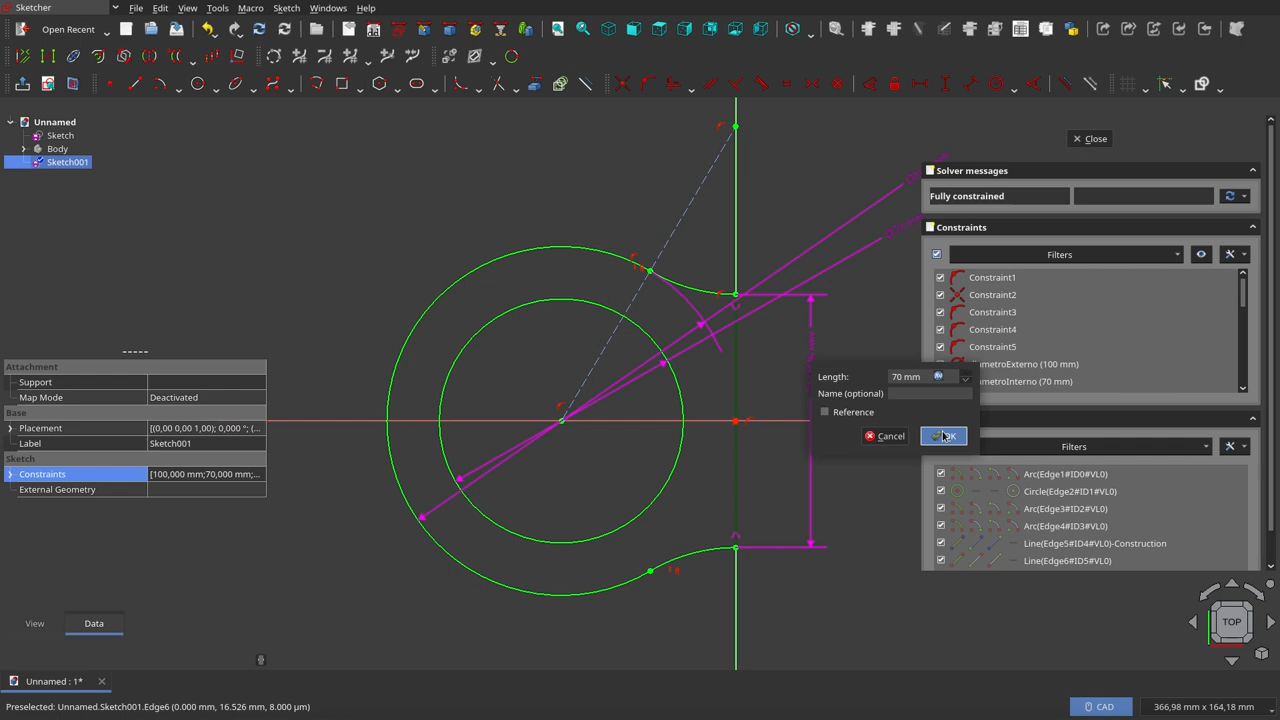 Sketcher
File Edit View Tools Macro Sketch Windows Help
Open Recent
Unnamed
Sketch
Body
Sketch001
Close
Solver messages
Fully constrained
Constraints
Filters
Constraint1
Constraint2
Constraint3
Constraint4
Constraint5
ametroExterno (100 mm)
ametroInterno (70 mm)
Length: 70 mm
Name (optional)
Reference
Cancel OK
Filters
Arc(Edge1#ID0#VL0)
Circle(Edge2#ID1#VL0)
Arc(Edge3#ID2#VL0)
Arc(Edge4#ID3#VL0)
Line(Edge5#ID4#VL0)-Construction
Line(Edge6#ID5#VL0)
Attachment
Support
Map Mode Deactivated
Base
Placement [(0,00 0,00 1,00); 0,000 °; (...
Label Sketch001
Sketch
Constraints [100,000 mm;70,000 mm;...
External Geometry
View Data
TOP
Unnamed : 1*
Preselected: Unnamed.Sketch001.Edge6 (0.000 mm, 16.526 mm, 8.000 µm)
CAD
366,98 mm x 164,18 mm